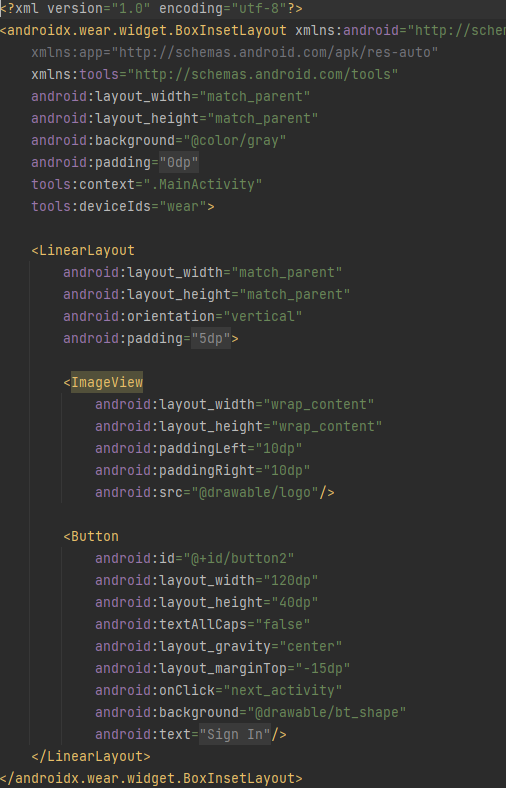 <?xml version="1.0" encoding="utf-8"?>
<androidx.wear.widget.BoxInsetLayout xmlns:android="http://schem
    xmlns:app="http://schemas.android.com/apk/res-auto"
    xmlns:tools="http://schemas.android.com/tools"
    android:layout_width="match_parent"
    android:layout_height="match_parent"
    android:background="@color/gray"
    android:padding="0dp"
    tools:context=".MainActivity"
    tools:deviceIds="wear">

    <LinearLayout
        android:layout_width="match_parent"
        android:layout_height="match_parent"
        android:orientation="vertical"
        android:padding="5dp">

        <ImageView
            android:layout_width="wrap_content"
            android:layout_height="wrap_content"
            android:paddingLeft="10dp"
            android:paddingRight="10dp"
            android:src="@drawable/logo"/>

        <Button
            android:id="@+id/button2"
            android:layout_width="120dp"
            android:layout_height="40dp"
            android:textAllCaps="false"
            android:layout_gravity="center"
            android:layout_marginTop="-15dp"
            android:onClick="next_activity"
            android:background="@drawable/bt_shape"
            android:text="Sign In"/>
    </LinearLayout>
</androidx.wear.widget.BoxInsetLayout>